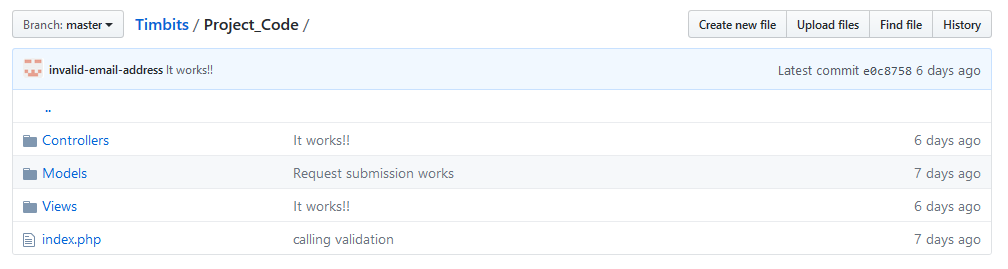 Branch: master Timbits / Project_Code / Create new file Upload files Find file History
invalid-email-address It works!! Latest commit e0c8758 6 days ago
..
Controllers It works!! 6 days ago
Models Request submission works 7 days ago
Views It works!! 6 days ago
index.php calling validation 7 days ago